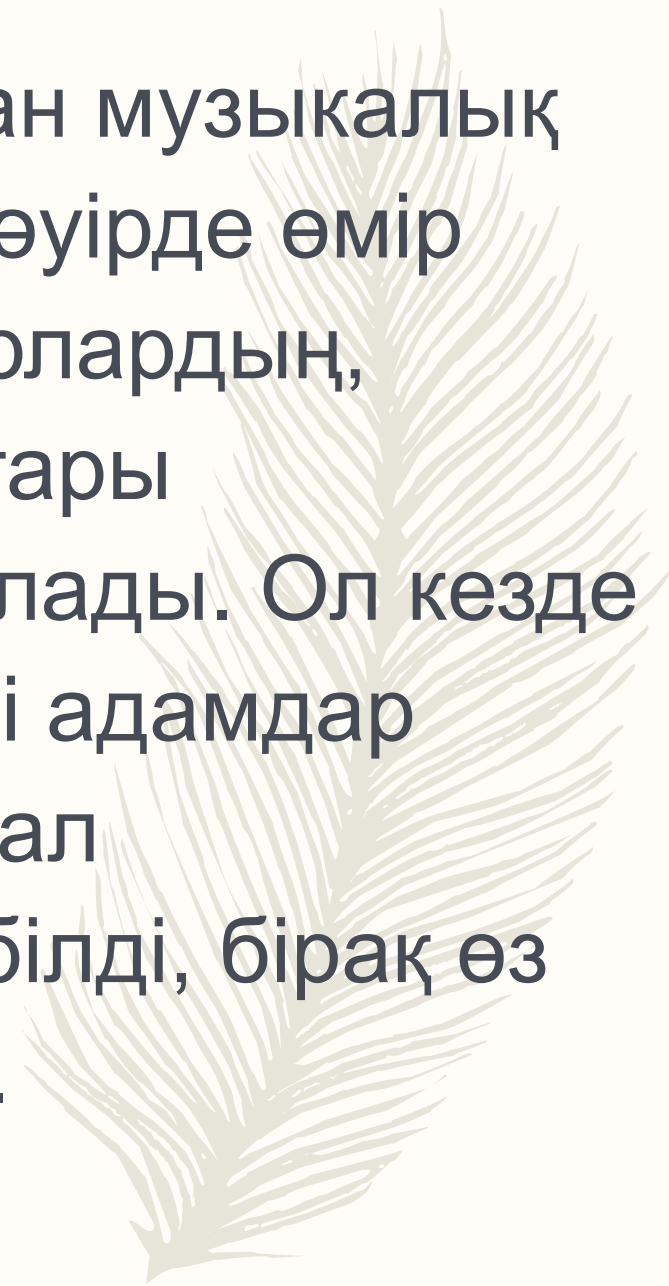 ан музыкалық
әуірде өмір
олардың,
тары
лады. Ол кезде
і адамдар
ал
білді, бірақ өз
.